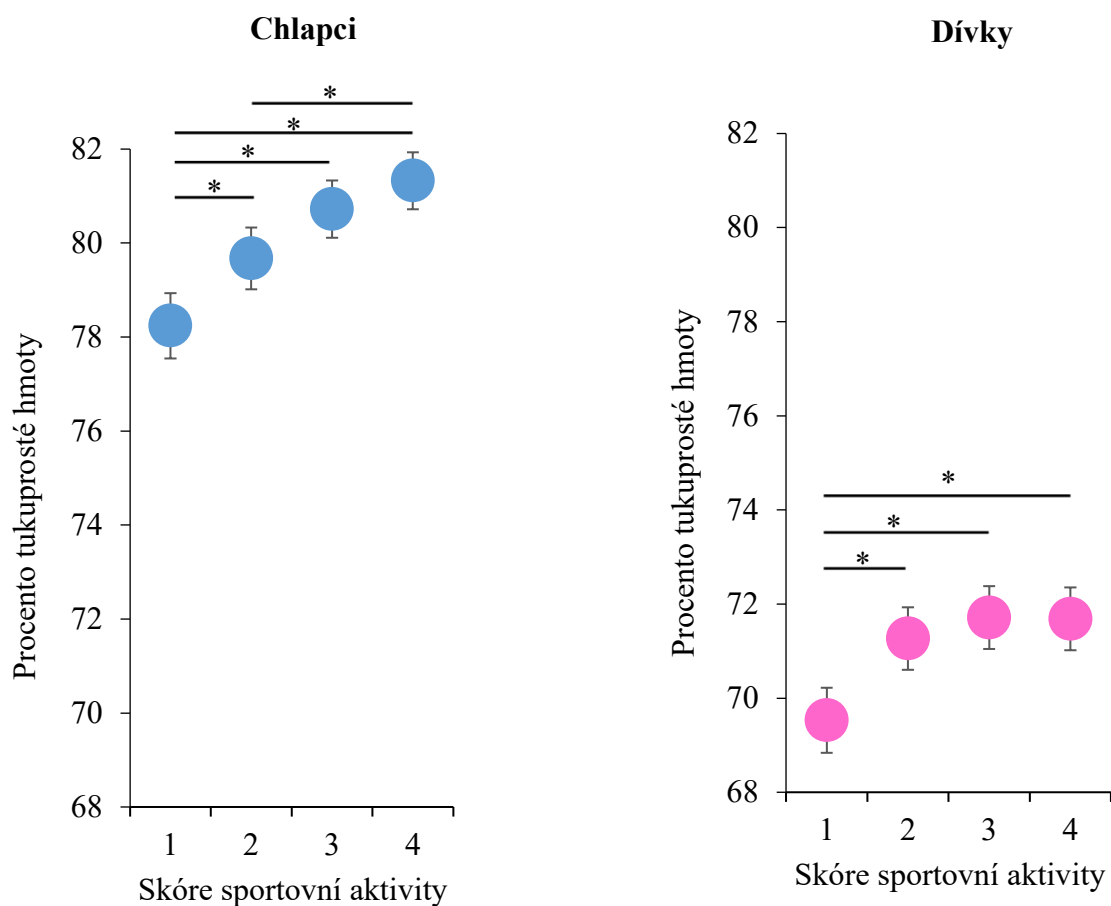 Chlapci
*
*
*
*
82
80
78
76
74
72
70
68
Procento tukuprosté hmoty
1 2 3 4
Skóre sportovní aktivity
Dívky
82
80
78
76
74
72
70
68
*
*
*
Procento tukuprosté hmoty
1 2 3 4
Skóre sportovní aktivity